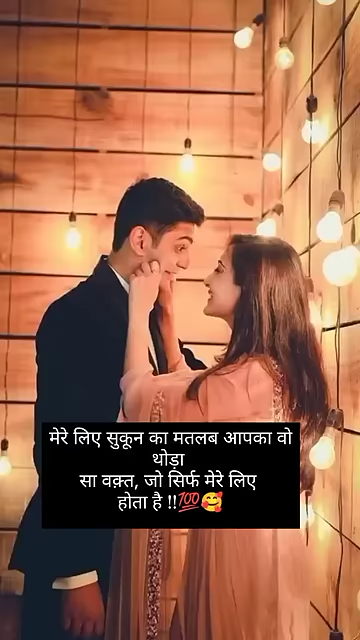 मेरे लिए सुकून का मतलब आपका वो
थोड़ा
सा वक़्त, जो सिर्फ मेरे लिए
होता है !!💯🥰